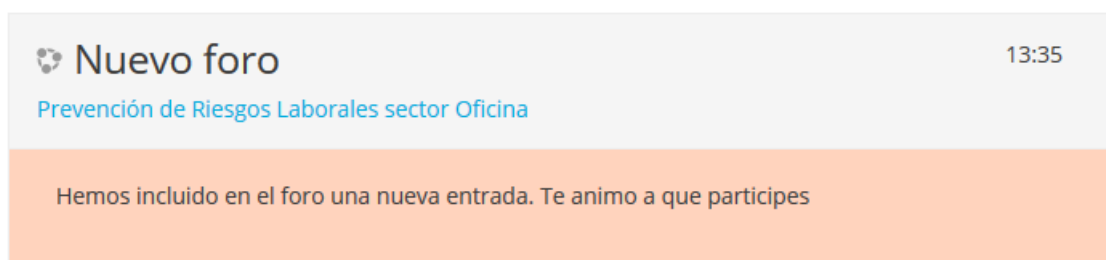 Nuevo foro
13:35
Prevención de Riesgos Laborales sector Oficina
Hemos incluido en el foro una nueva entrada. Te animo a que participes